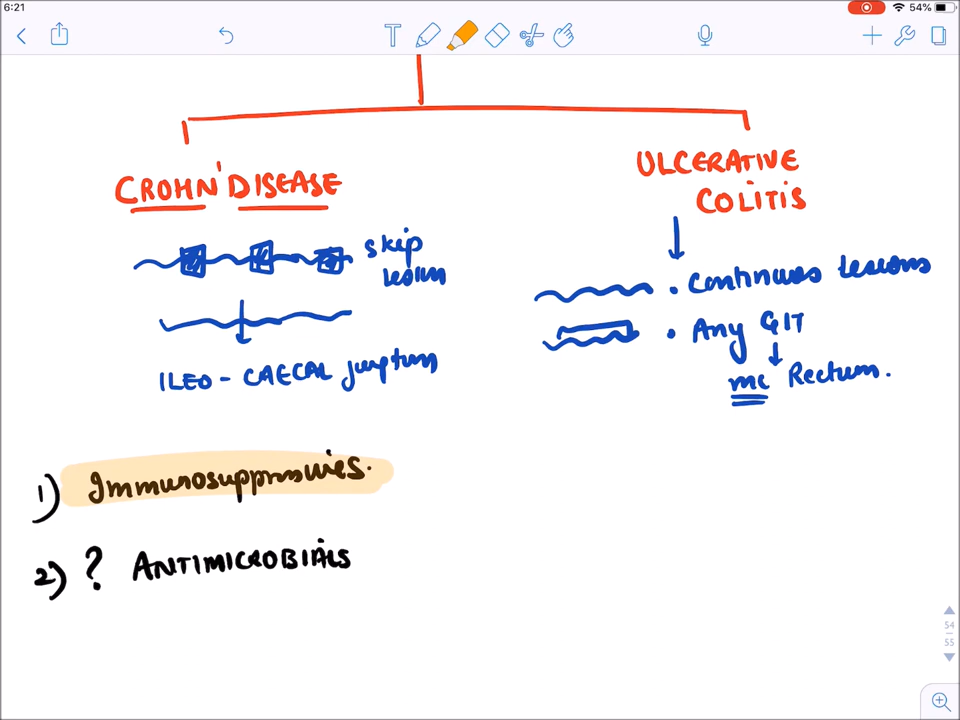 6:21
54%
T
CROHN' DISEASE
skip
lesion
ILEO - CAECAL junction
ULCERATIVE
COLITIS
• Continuous lesions
• Any GIT
mc Rectum.
1) Immunosuppressives.
2) ? ANTIMICROBIALS
54
55